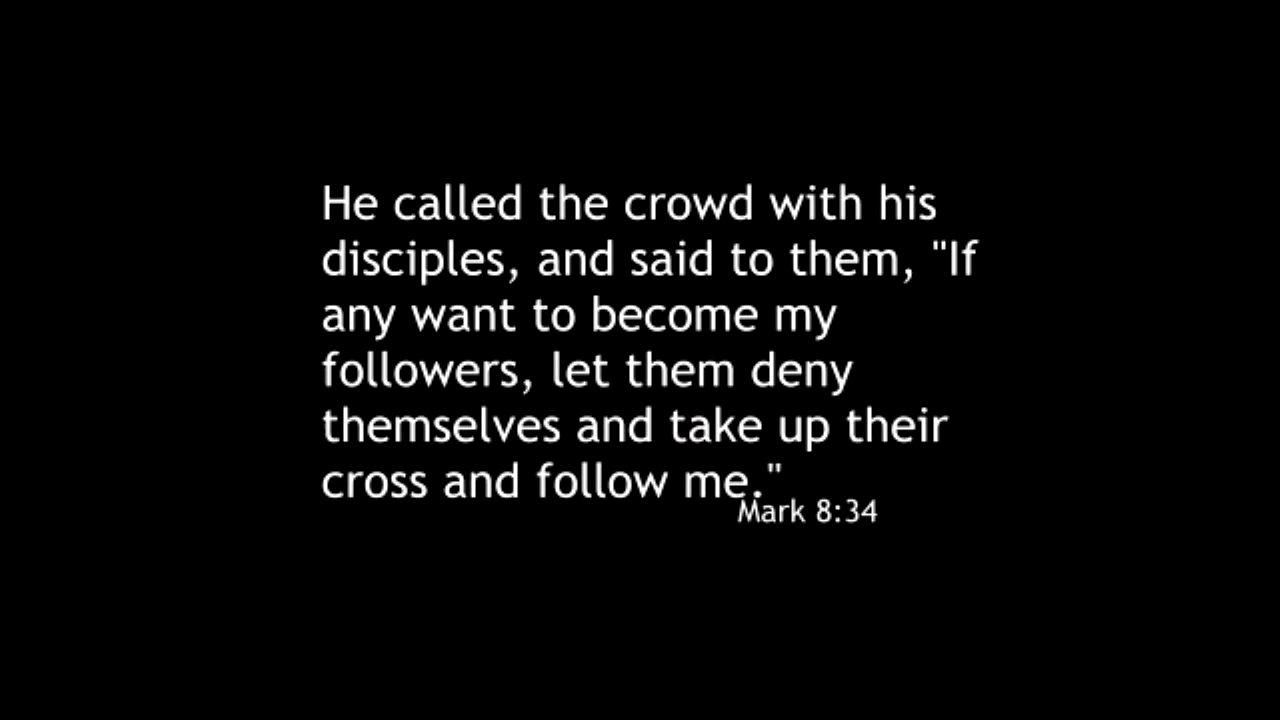 He called the crowd with his
disciples, and said to them, "If
any want to become my
followers, let them deny
themselves and take up their
cross and follow me."
Mark 8:34